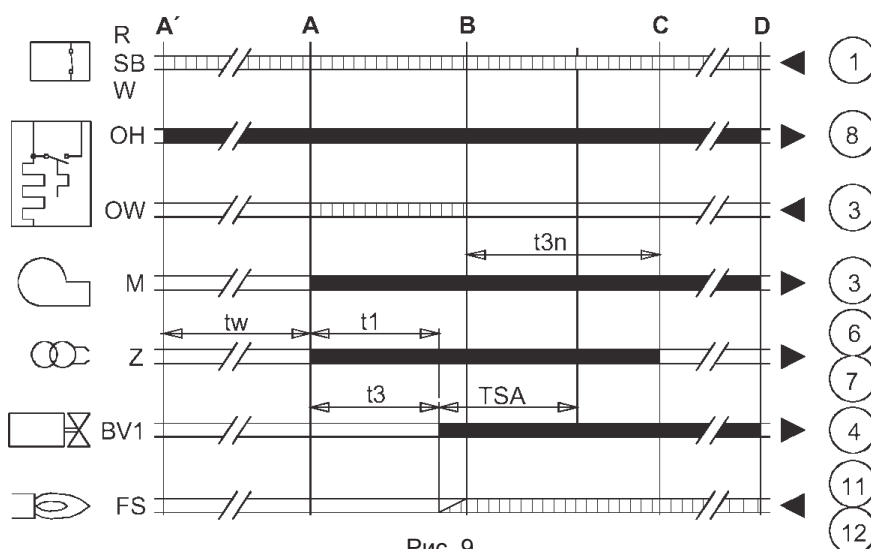 A´ A B C D
R
SB 1
W
OH 8
OW 3
t3n
M 3
tw t1
Z 6
7
t3 TSA
BV1 4
FS 11
12
Рис. 9